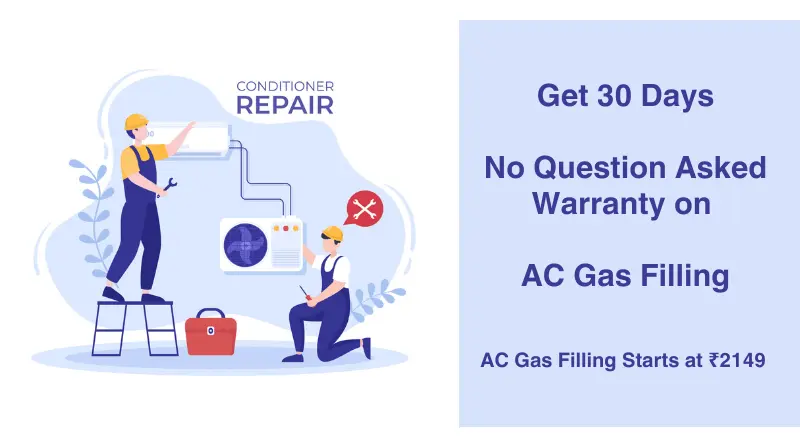 CONDITIONER
REPAIR
Get 30 Days
No Question Asked
Warranty on
AC Gas Filling
AC Gas Filling Starts at ₹2149